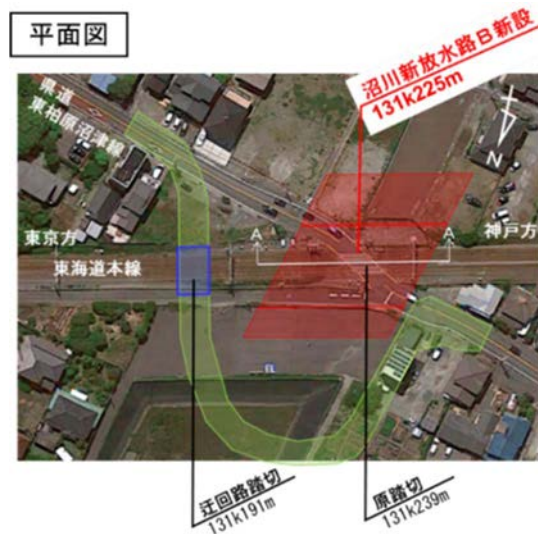 平面図
沼川新放水路B新設
131k225m
県道
東柏原沼津線
N
東京方
東海道本線
A
A
神戸方
迂回路踏切
131k191m
原踏切
131k239m